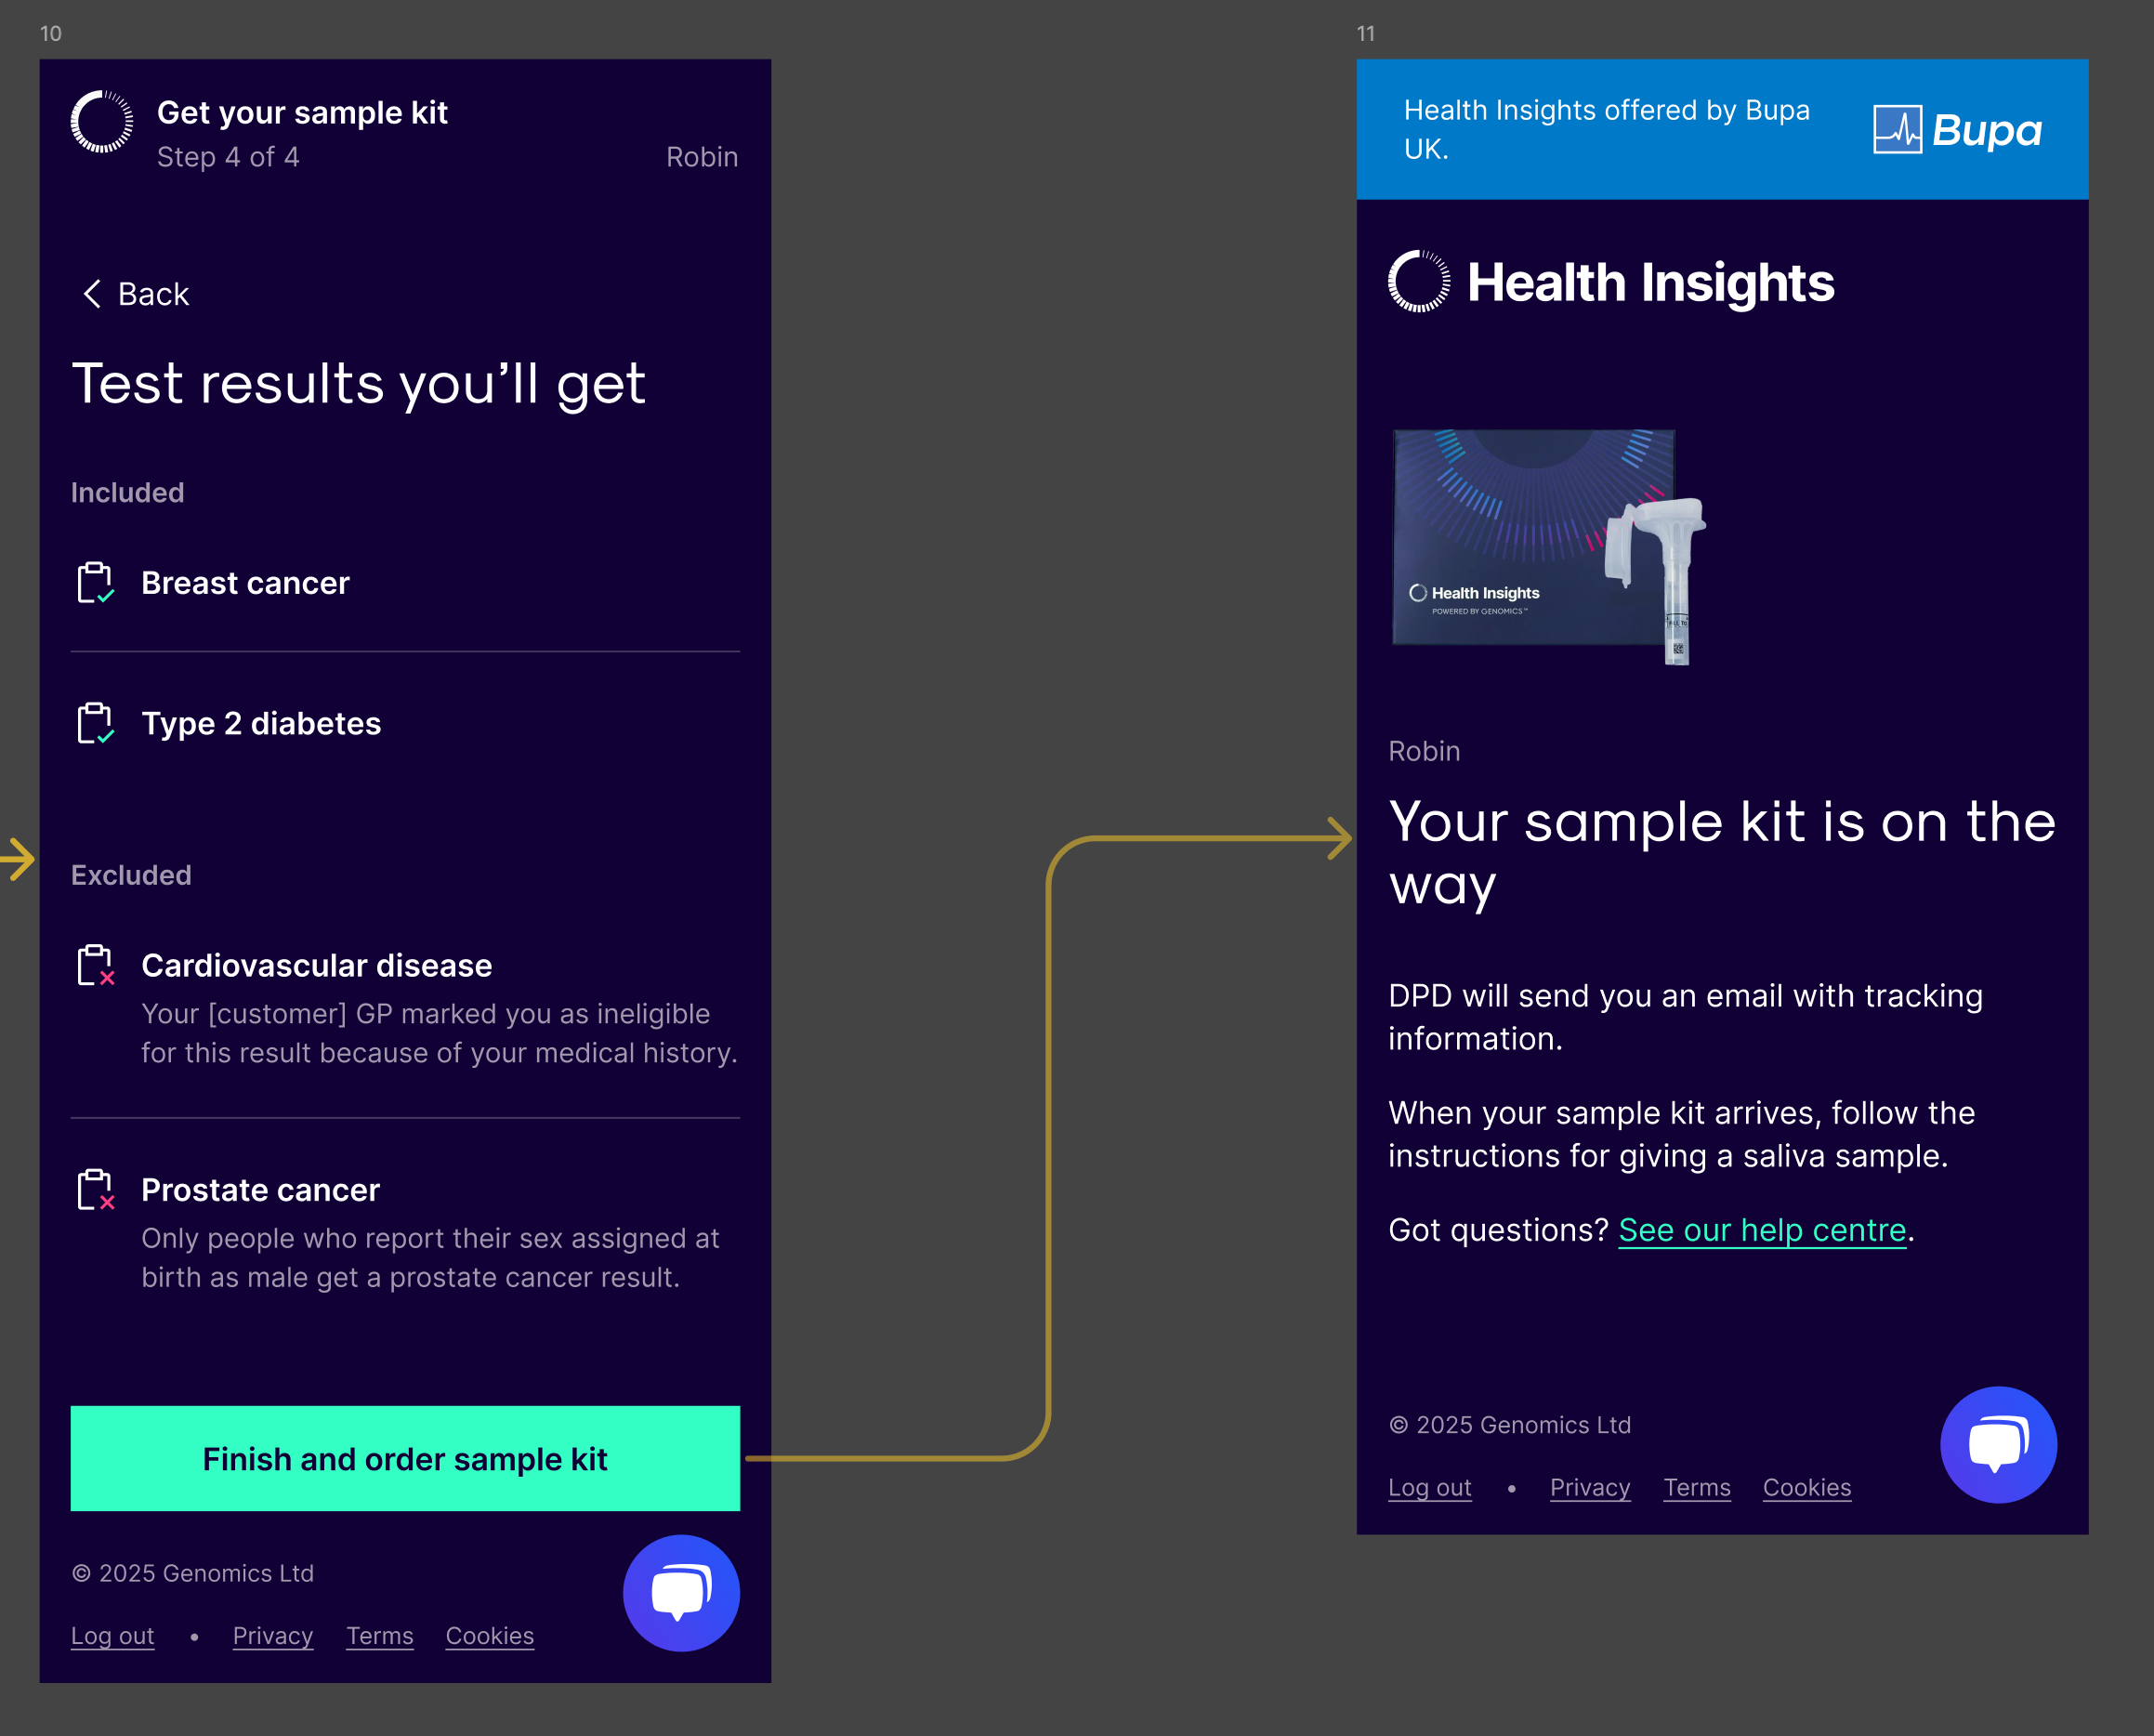 10
Get your sample kit
Step 4 of 4
Robin
Back
Test results you’ll get
Included
Breast cancer
Type 2 diabetes
Excluded
Cardiovascular disease
Your [customer] GP marked you as ineligible
for this result because of your medical history.
Prostate cancer
Only people who report their sex assigned at
birth as male get a prostate cancer result.
Finish and order sample kit
© 2025 Genomics Ltd
Log out • Privacy Terms Cookies
11
Health Insights offered by Bupa
UK.
Bupa
Health Insights
Health Insights
POWERED BY GENOMICS™
Robin
Your sample kit is on the
way
DPD will send you an email with tracking
information.
When your sample kit arrives, follow the
instructions for giving a saliva sample.
Got questions? See our help centre.
© 2025 Genomics Ltd
Log out • Privacy Terms Cookies